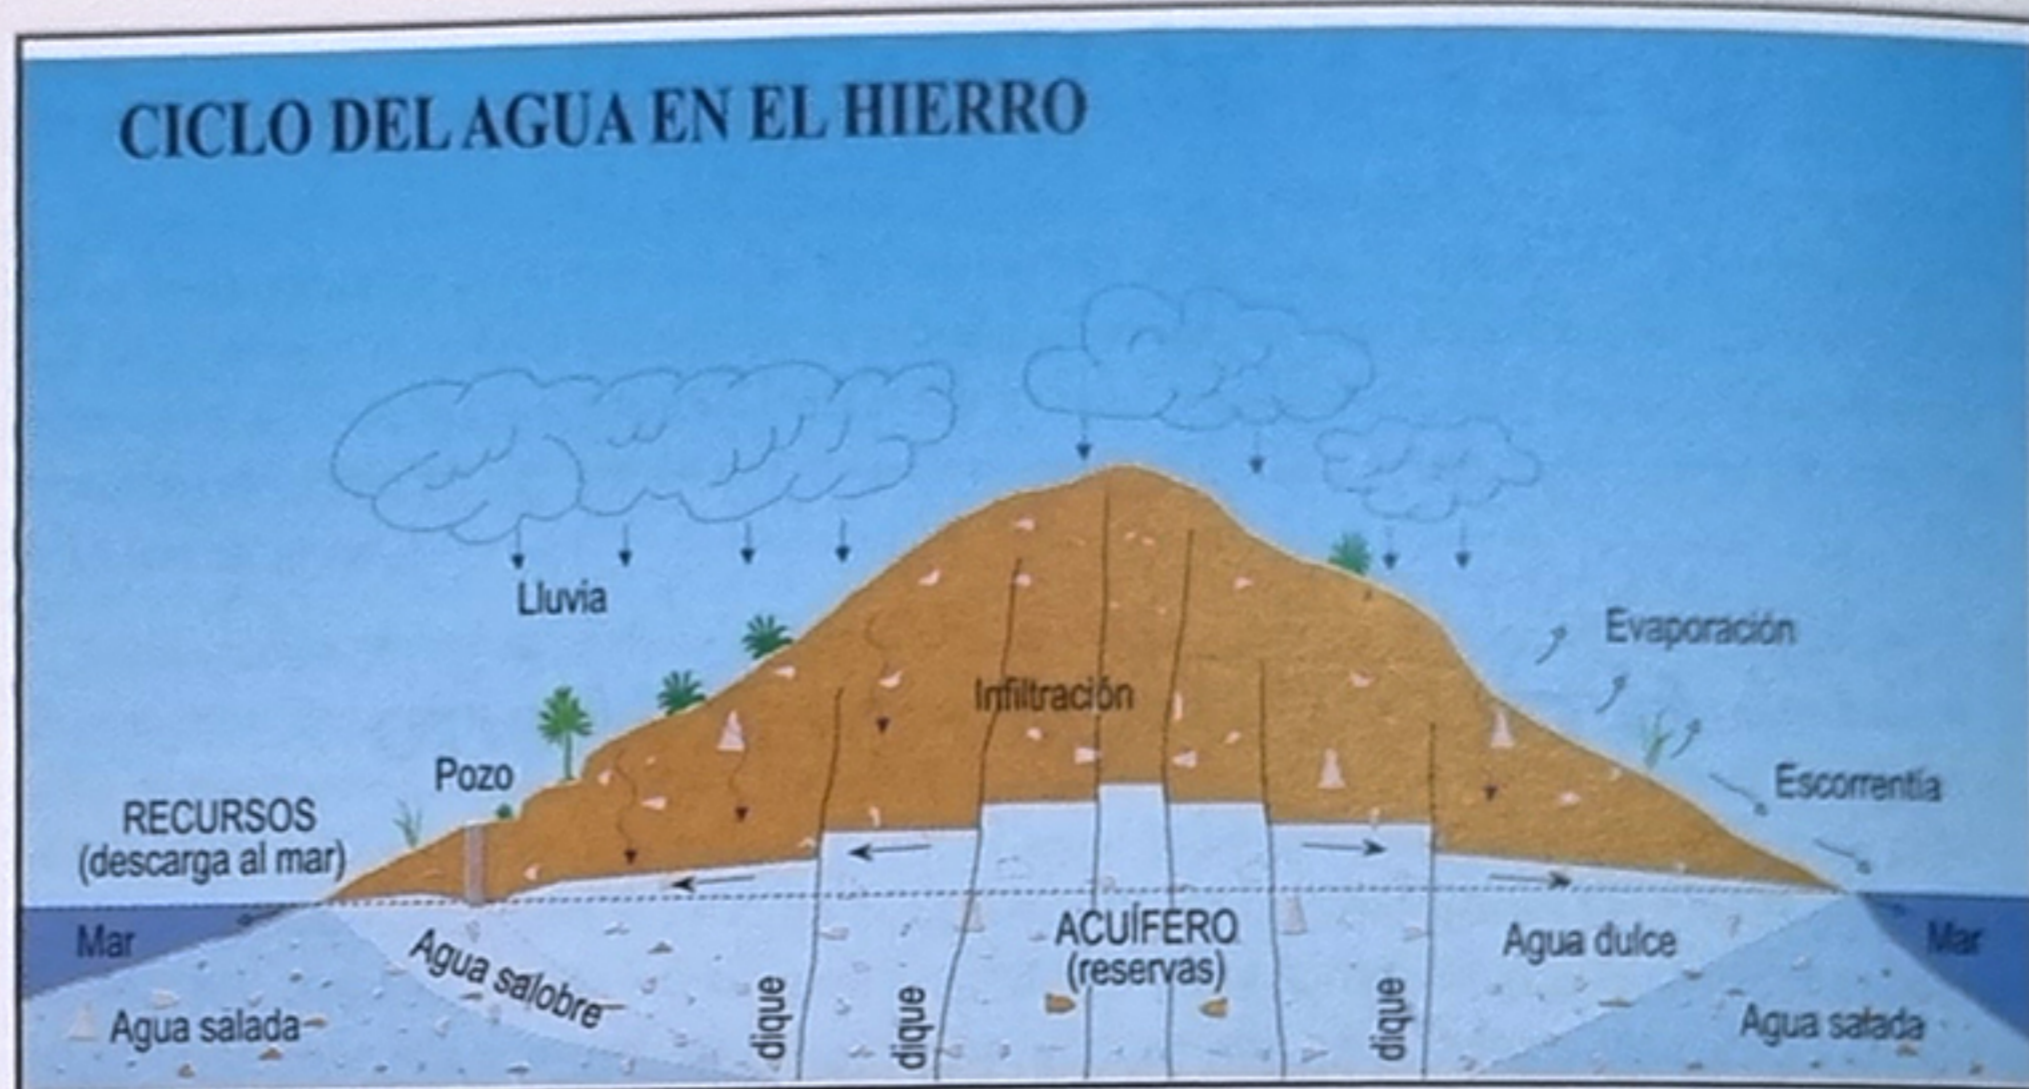 CICLO DEL AGUA EN EL HIERRO
Lluvia
Evaporación
Infiltración
Pozo
Escorrentía
RECURSOS
(descarga al mar)
Mar
Agua salobre
ACUÍFERO
(reservas)
Agua dulce
Mar
Agua salada
dique
dique
dique
Agua salada